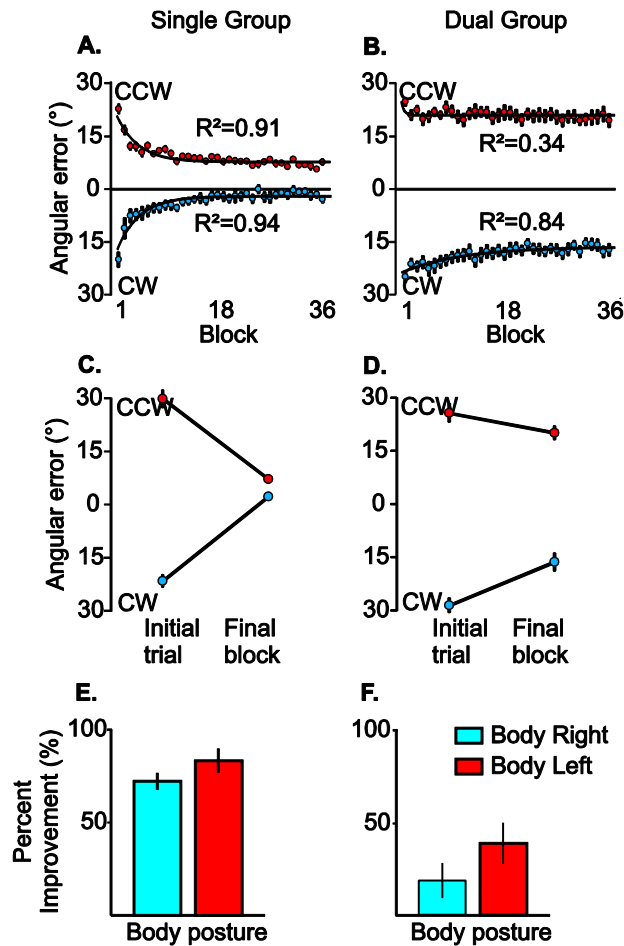 Single Group
Dual Group
A.
B.
Angular error (°)
30
15
0
15
30
CCW
R²=0.91
R²=0.94
CW
1
18
36
Block
30
15
0
15
30
CCW
R²=0.34
R²=0.84
CW
1
18
36
Block
C.
D.
Angular error (°)
30
15
0
15
30
CCW
CW
Initial
trial
Final
block
30
15
0
15
30
CCW
CW
Initial
trial
Final
block
E.
F.
Percent
Improvement (%)
100
50
Body posture
100
50
Body Right
Body Left
Body posture